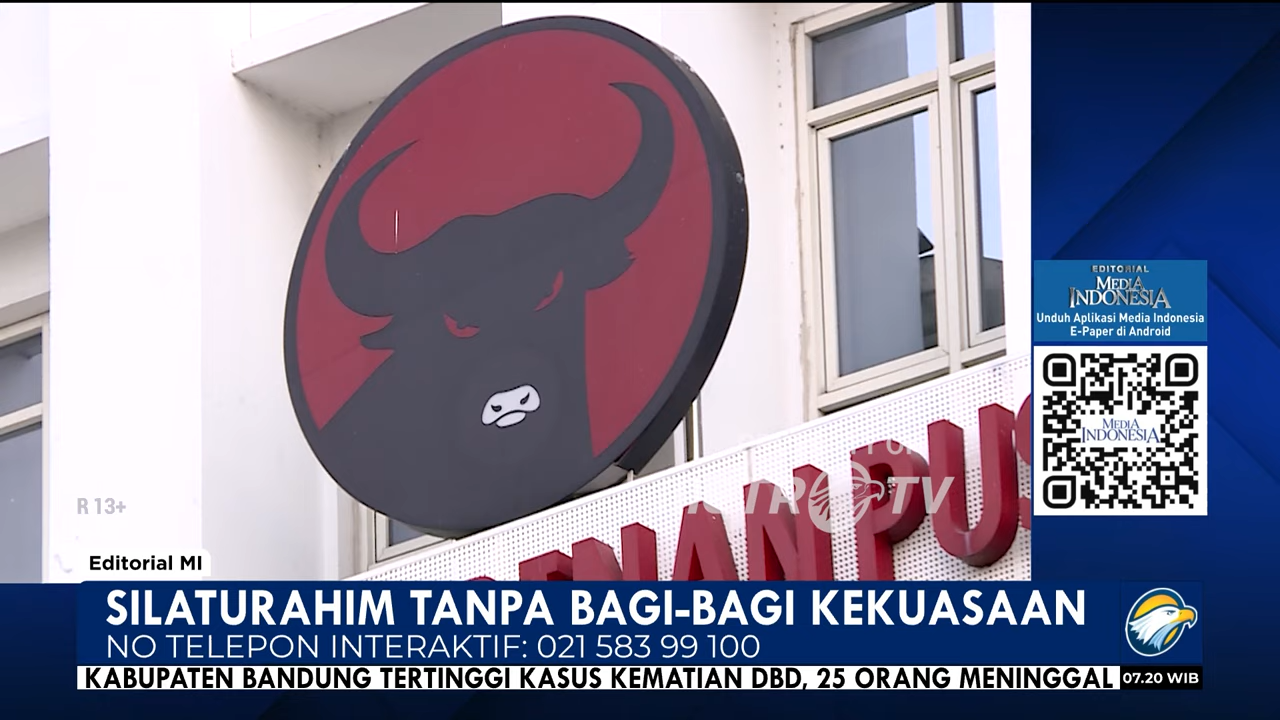 EDITORIAL
MEDIA
INDONESIA
Unduh Aplikasi Media Indonesia
E-Paper di Android
MEDIA
INDONESIA
PUS
TV
R 13+
Editorial MI
SILATURAHIM TANPA BAGI-BAGI KEKUASAAN
NO TELEPON INTERAKTIF: 021 583 99 100
KABUPATEN BANDUNG TERTINGGI KASUS KEMATIAN DBD, 25 ORANG MENINGGAL
07.20 WIB